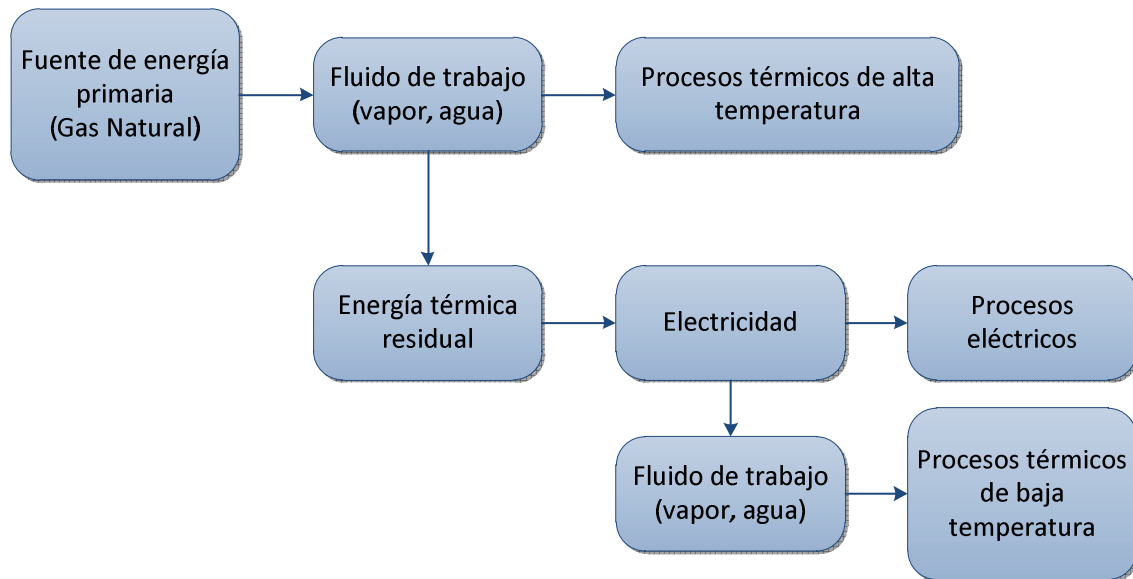 Fuente de energía
primaria
(Gas Natural)
Fluido de trabajo
(vapor, agua)
Procesos térmicos de alta
temperatura
Energía térmica
residual
Electricidad
Procesos
eléctricos
Fluido de trabajo
(vapor, agua)
Procesos térmicos
de baja
temperatura